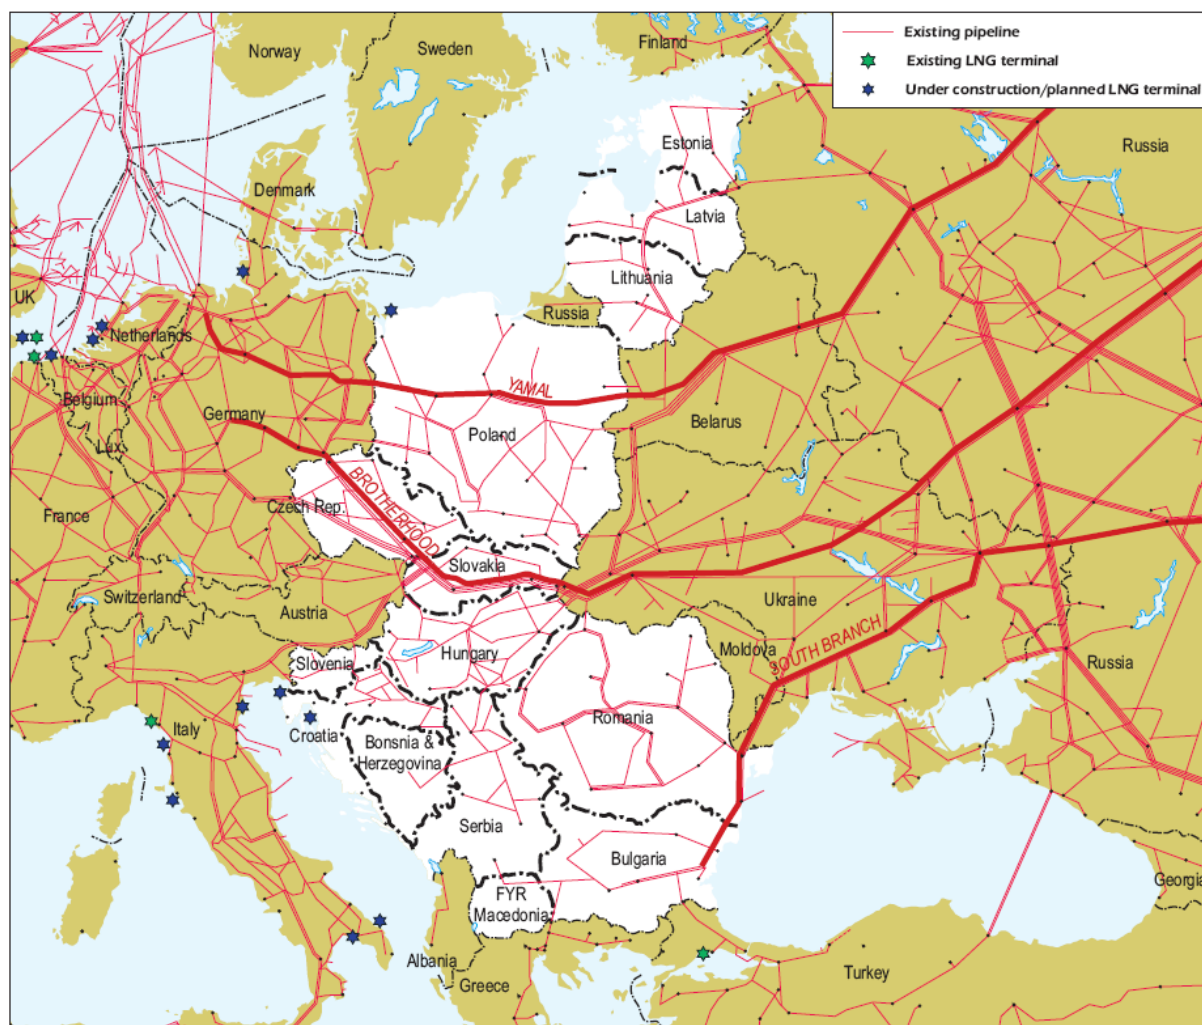 Existing pipeline
Existing LNG terminal
Under construction/planned LNG terminal
Norway
Sweden
Finland
Russia
Estonia
Denmark
Latvia
Lithuania
UK
Russia
Netherlands
YAMAL
Belgium
Germany
Belarus
Poland
Lux.
BROTHERHOOD
Czech Rep.
France
Slovakia
Switzerland
Austria
Ukraine
SOUTH BRANCH
Moldova
Hungary
Slovenia
Russia
Romania
Italy
Croatia
Bonsnia &
Herzegovina
Serbia
Bulgaria
Georgia
FYR
Macedonia
Albania
Greece
Turkey